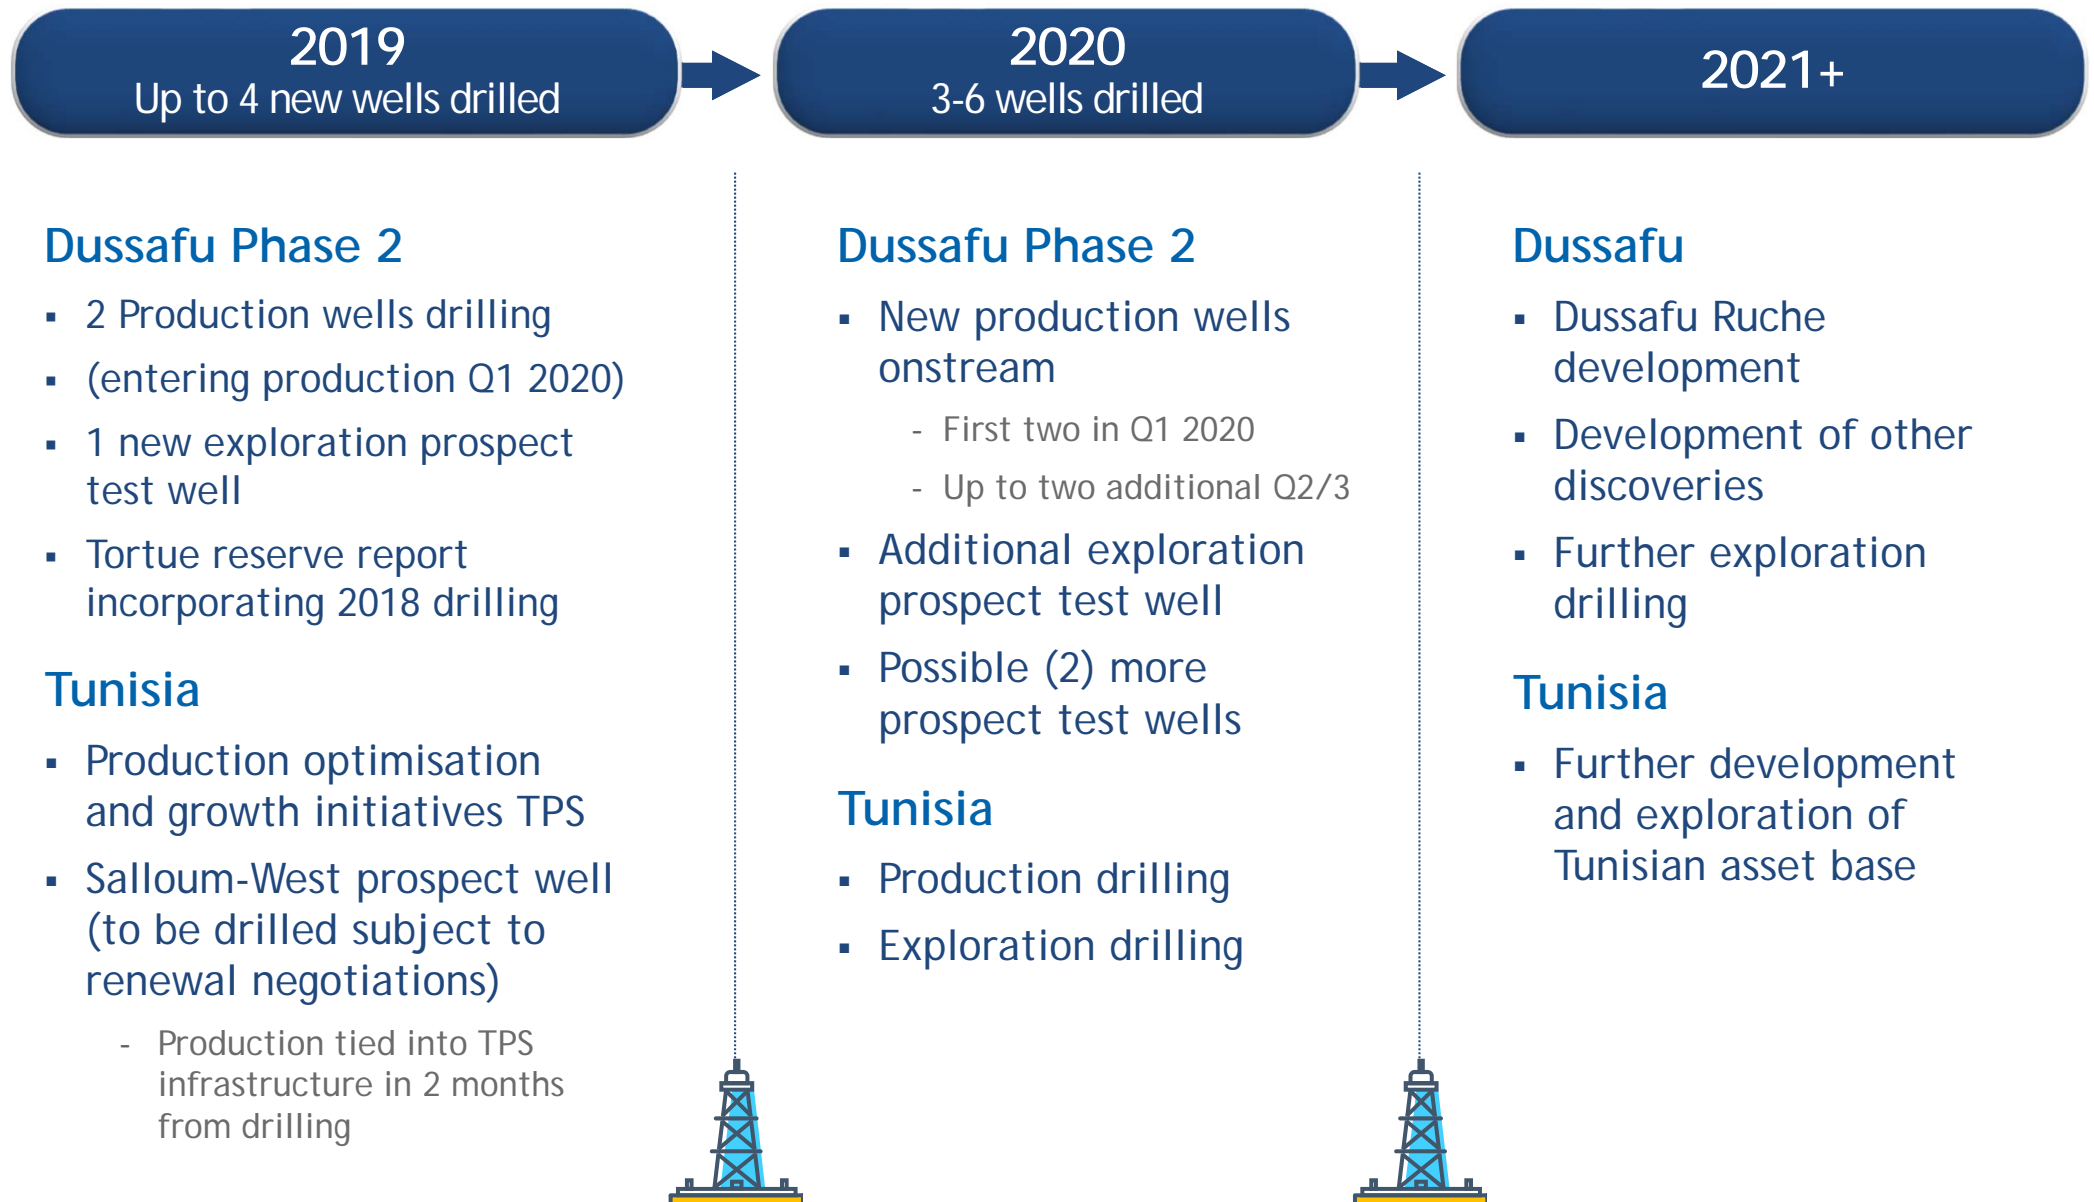 2019
Up to 4 new wells drilled
2020
3-6 wells drilled
2021+
Dussafu Phase 2
▪ 2 Production wells drilling
▪ (entering production Q1 2020)
▪ 1 new exploration prospect
test well
▪ Tortue reserve report
incorporating 2018 drilling
Tunisia
▪ Production optimisation
and growth initiatives TPS
▪ Salloum-West prospect well
(to be drilled subject to
renewal negotiations)
- Production tied into TPS
infrastructure in 2 months
from drilling
Dussafu Phase 2
▪ New production wells
onstream
- First two in Q1 2020
- Up to two additional Q2/3
▪ Additional exploration
prospect test well
▪ Possible (2) more
prospect test wells
Tunisia
▪ Production drilling
▪ Exploration drilling
Dussafu
▪ Dussafu Ruche
development
▪ Development of other
discoveries
▪ Further exploration
drilling
Tunisia
▪ Further development
and exploration of
Tunisian asset base